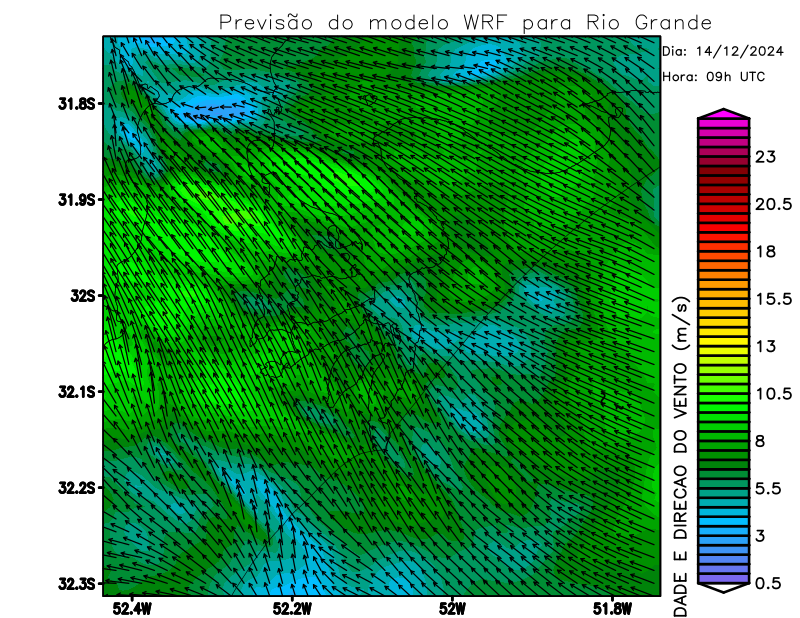 Previsão do modelo WRF para Rio Grande
Dia: 14/12/2024
Hora: 09h UTC
31.8S
31.9S
32S
32.1S
32.2S
32.3S
52.4W
52.2W
52W
51.8W
23
20.5
18
15.5
13
10.5
8
5.5
3
0.5
DADE E DIRECAO DO VENTO (m/s)